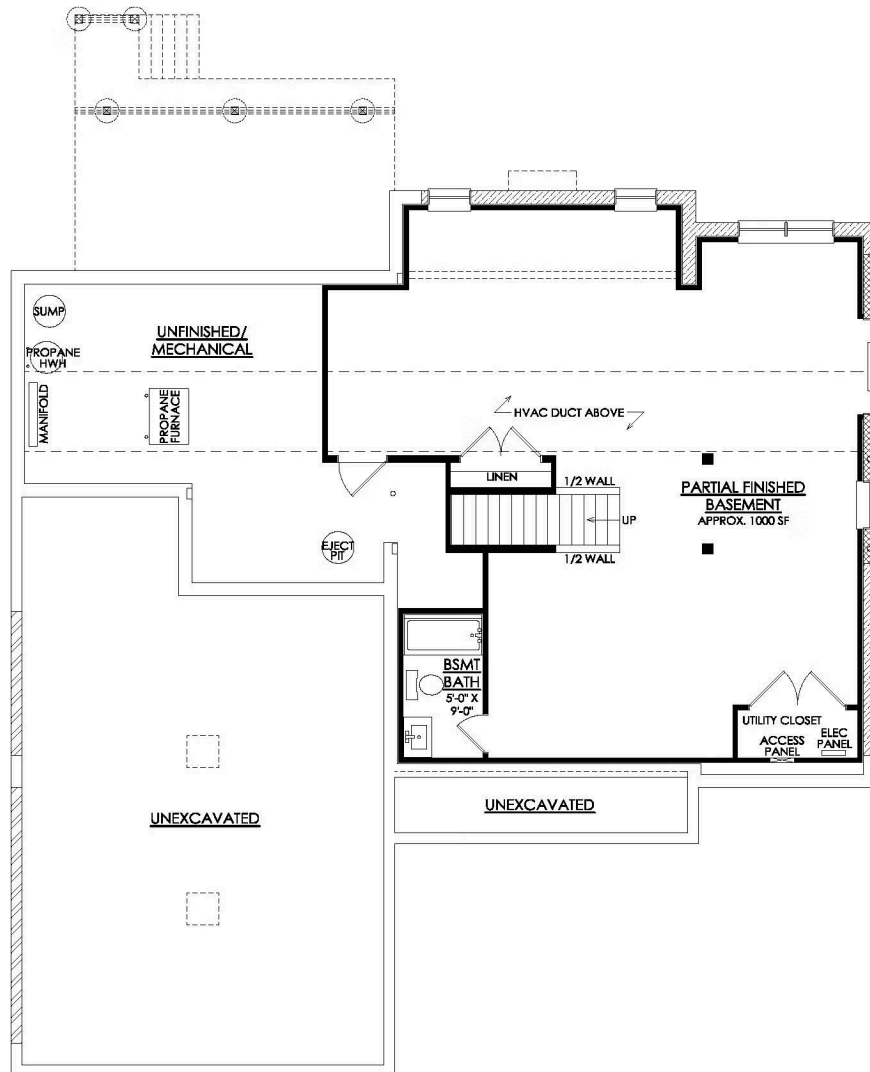 SUMP
UNFINISHED/
MECHANICAL
PROPANE
HWH
MANIFOLD
PROPANE
FURNACE
HVAC DUCT ABOVE
LINEN
1/2 WALL
UP
1/2 WALL
PARTIAL FINISHED
BASEMENT
APPROX. 1000 SF
EJECT
PIT
BSMT
BATH
5'-0" X
9'-0"
UTILITY CLOSET
ACCESS
PANEL
ELEC
PANEL
UNEXCAVATED
UNEXCAVATED